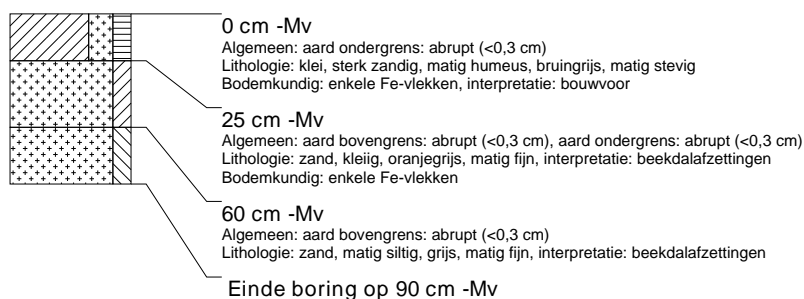 0 cm -Mv
Algemeen: aard ondergrens: abrupt (<0,3 cm)
Lithologie: klei, sterk zandig, matig humeus, bruingrijs, matig stevig
Bodemkundig: enkele Fe-vlekken, interpretatie: bouwvoor
25 cm -Mv
Algemeen: aard bovengrens: abrupt (<0,3 cm), aard ondergrens: abrupt (<0,3 cm)
Lithologie: zand, kleiig, oranjegrijs, matig fijn, interpretatie: beekdalafzettingen
Bodemkundig: enkele Fe-vlekken
60 cm -Mv
Algemeen: aard bovengrens: abrupt (<0,3 cm)
Lithologie: zand, matig siltig, grijs, matig fijn, interpretatie: beekdalafzettingen
Einde boring op 90 cm -Mv